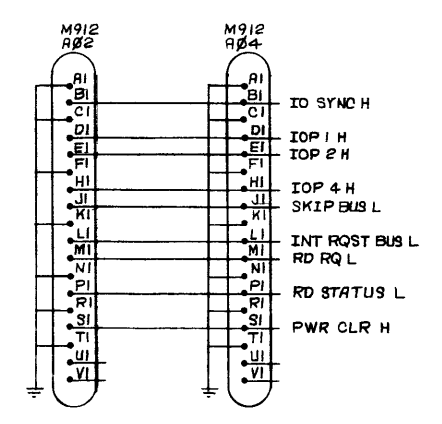 M912 M912
AØ2 AØ4
A1 A1
B1 B1 IO SYNC H
C1 C1
D1 D1 IOP 1 H
E1 E1 IOP 2 H
F1 F1
H1 H1 IOP 4 H
J1 J1 SKIP BUS L
K1 K1
L1 L1 INT RQST BUS L
M1 M1 RD RQ L
N1 N1
P1 P1 RD STATUS L
R1 R1
S1 S1 PWR CLR H
T1 T1
U1 U1
V1 V1